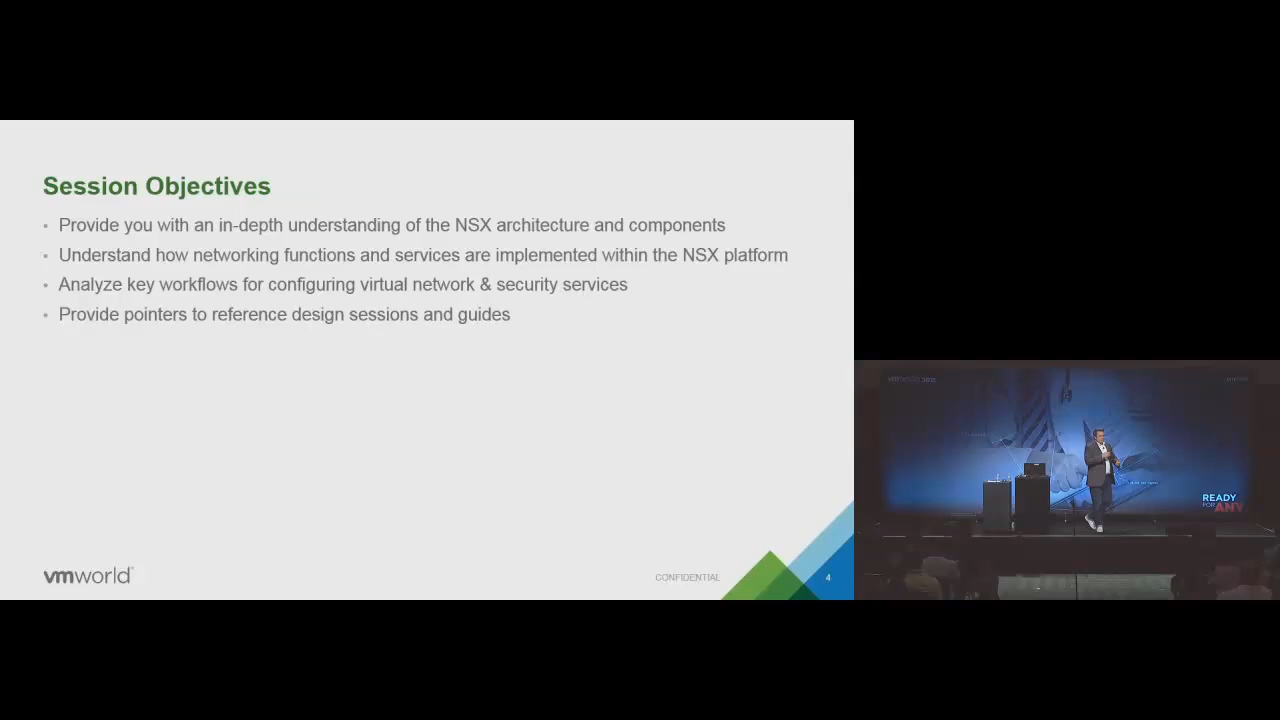 Session Objectives
• Provide you with an in-depth understanding of the NSX architecture and components
• Understand how networking functions and services are implemented within the NSX platform
• Analyze key workflows for configuring virtual network & security services
• Provide pointers to reference design sessions and guides
vmworld
CONFIDENTIAL
4
READY
FOR ANY